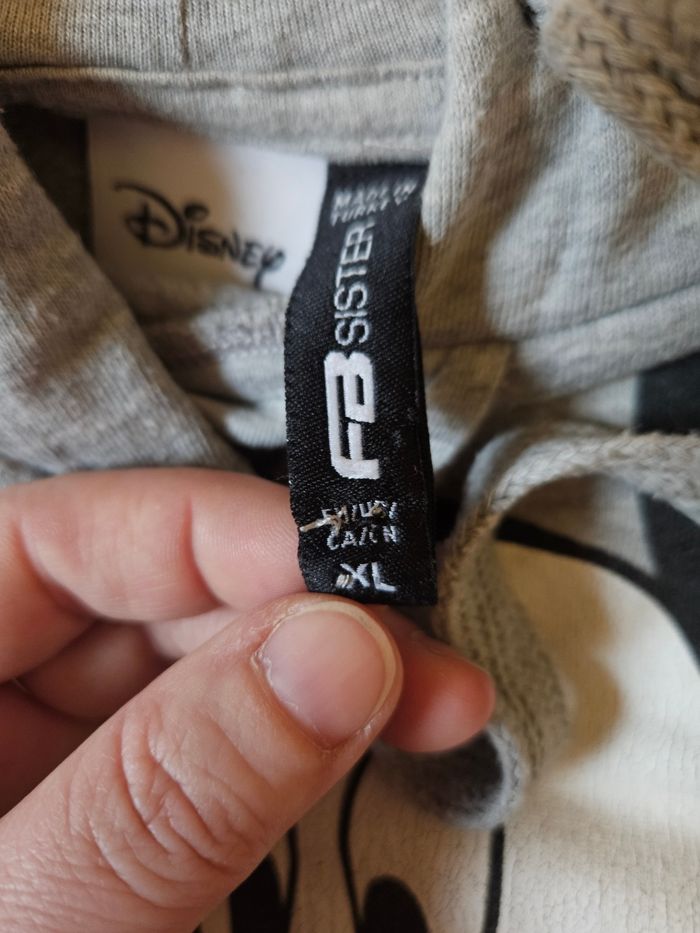 Disney
MADE IN
TURKEY
FB SISTER
XL